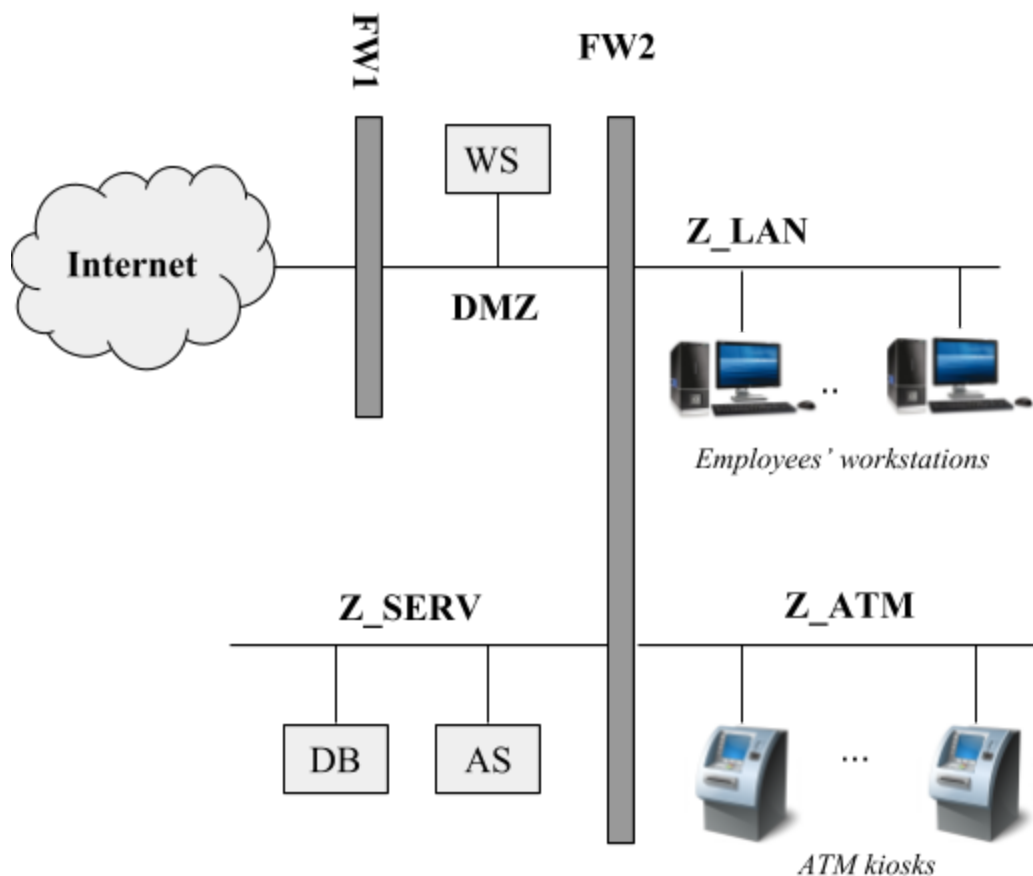 FW1
FW2
WS
Z_LAN
Internet
DMZ
..
Employees’ workstations
Z_SERV
Z_ATM
DB
AS
...
ATM kiosks